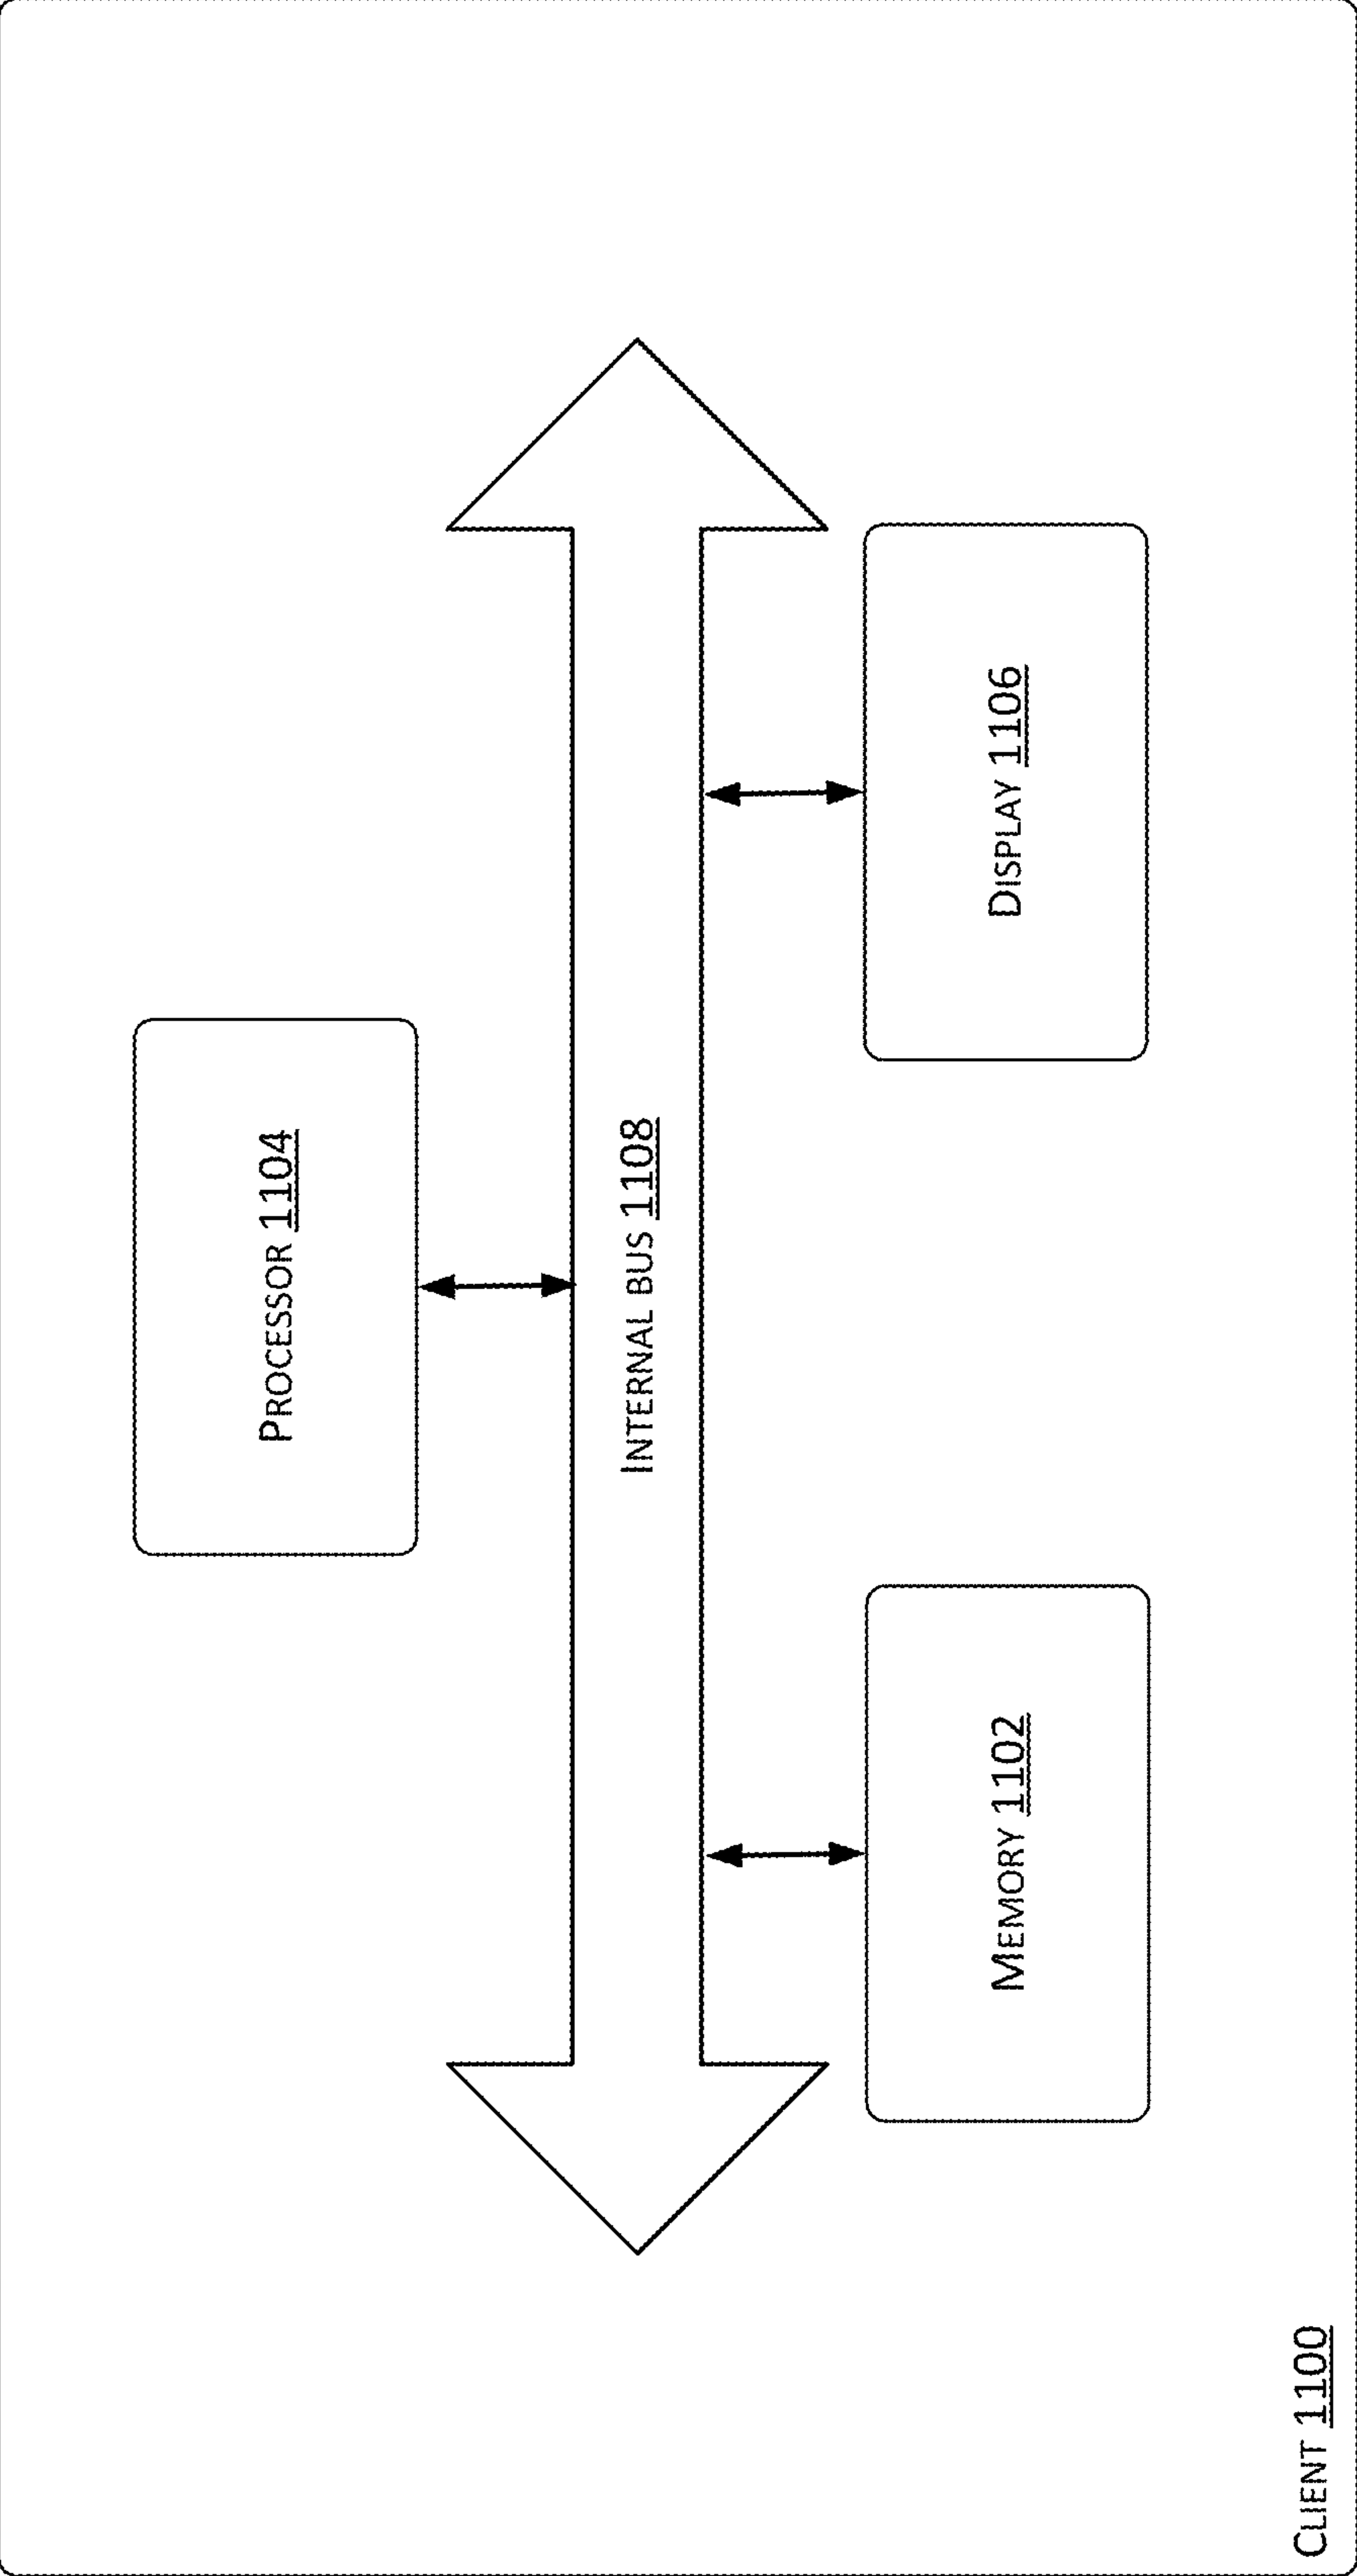 PROCESSOR 1104
INTERNAL BUS 1108
MEMORY 1102
DISPLAY 1106
CLIENT 1100